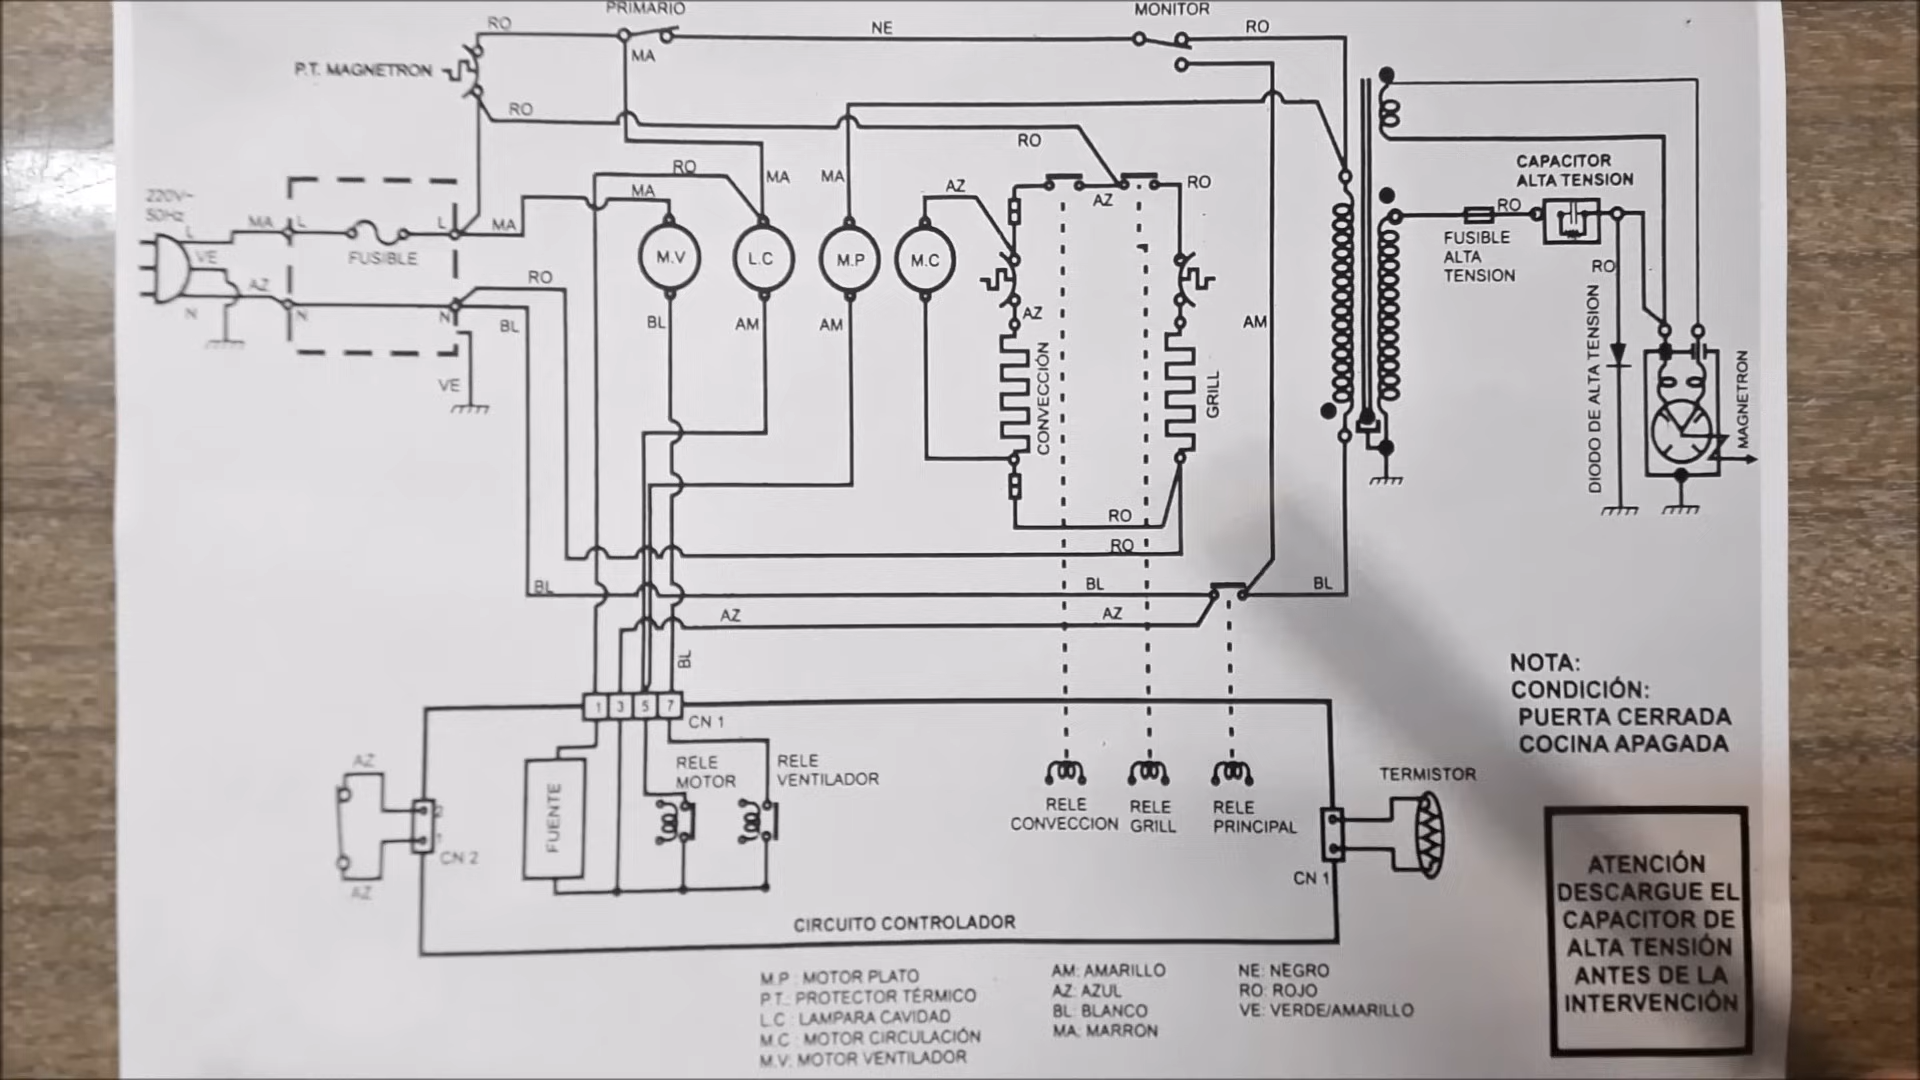 PRIMARIO
MONITOR
RO
MA
NE
RO
P.T. MAGNETRON
RO
RO
CAPACITOR
ALTA TENSION
220V~
50Hz
L
MA
L
FUSIBLE
L
MA
VE
AZ
N
N
N
RO
BL
VE
RO
MA
MA
MA
AZ
AZ
RO
M.V
L.C
M.P
M.C
BL
AM
AM
AZ
CONVECCIÓN
GRILL
AM
RO
FUSIBLE
ALTA
TENSION
RO
DIODO DE ALTA TENSION
MAGNETRON
RO
RO
BL
BL
BL
AZ
AZ
BL
1 3 5 7
CN 1
FUENTE
RELE
MOTOR
RELE
VENTILADOR
RELE
CONVECCION
RELE
GRILL
RELE
PRINCIPAL
TERMISTOR
CN 1
AZ
2
1
CN 2
AZ
CIRCUITO CONTROLADOR
NOTA:
CONDICIÓN:
PUERTA CERRADA
COCINA APAGADA
ATENCIÓN
DESCARGUE EL
CAPACITOR DE
ALTA TENSIÓN
ANTES DE LA
INTERVENCIÓN
M.P : MOTOR PLATO
P.T.: PROTECTOR TÉRMICO
L.C : LAMPARA CAVIDAD
M.C : MOTOR CIRCULACIÓN
M.V: MOTOR VENTILADOR
AM: AMARILLO
AZ: AZUL
BL: BLANCO
MA: MARRON
NE: NEGRO
RO: ROJO
VE: VERDE/AMARILLO